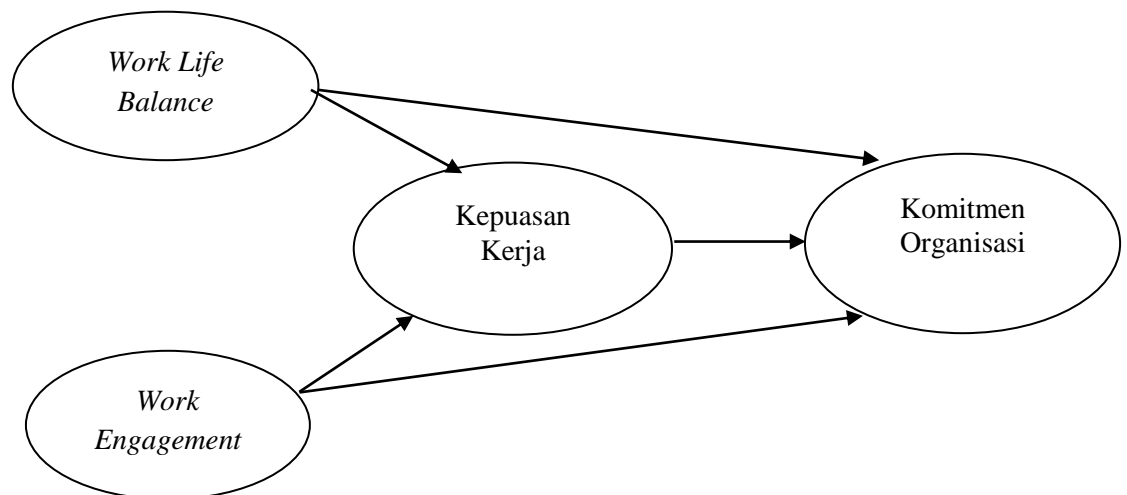 Work Life
Balance
Kepuasan
Kerja
Komitmen
Organisasi
Work
Engagement